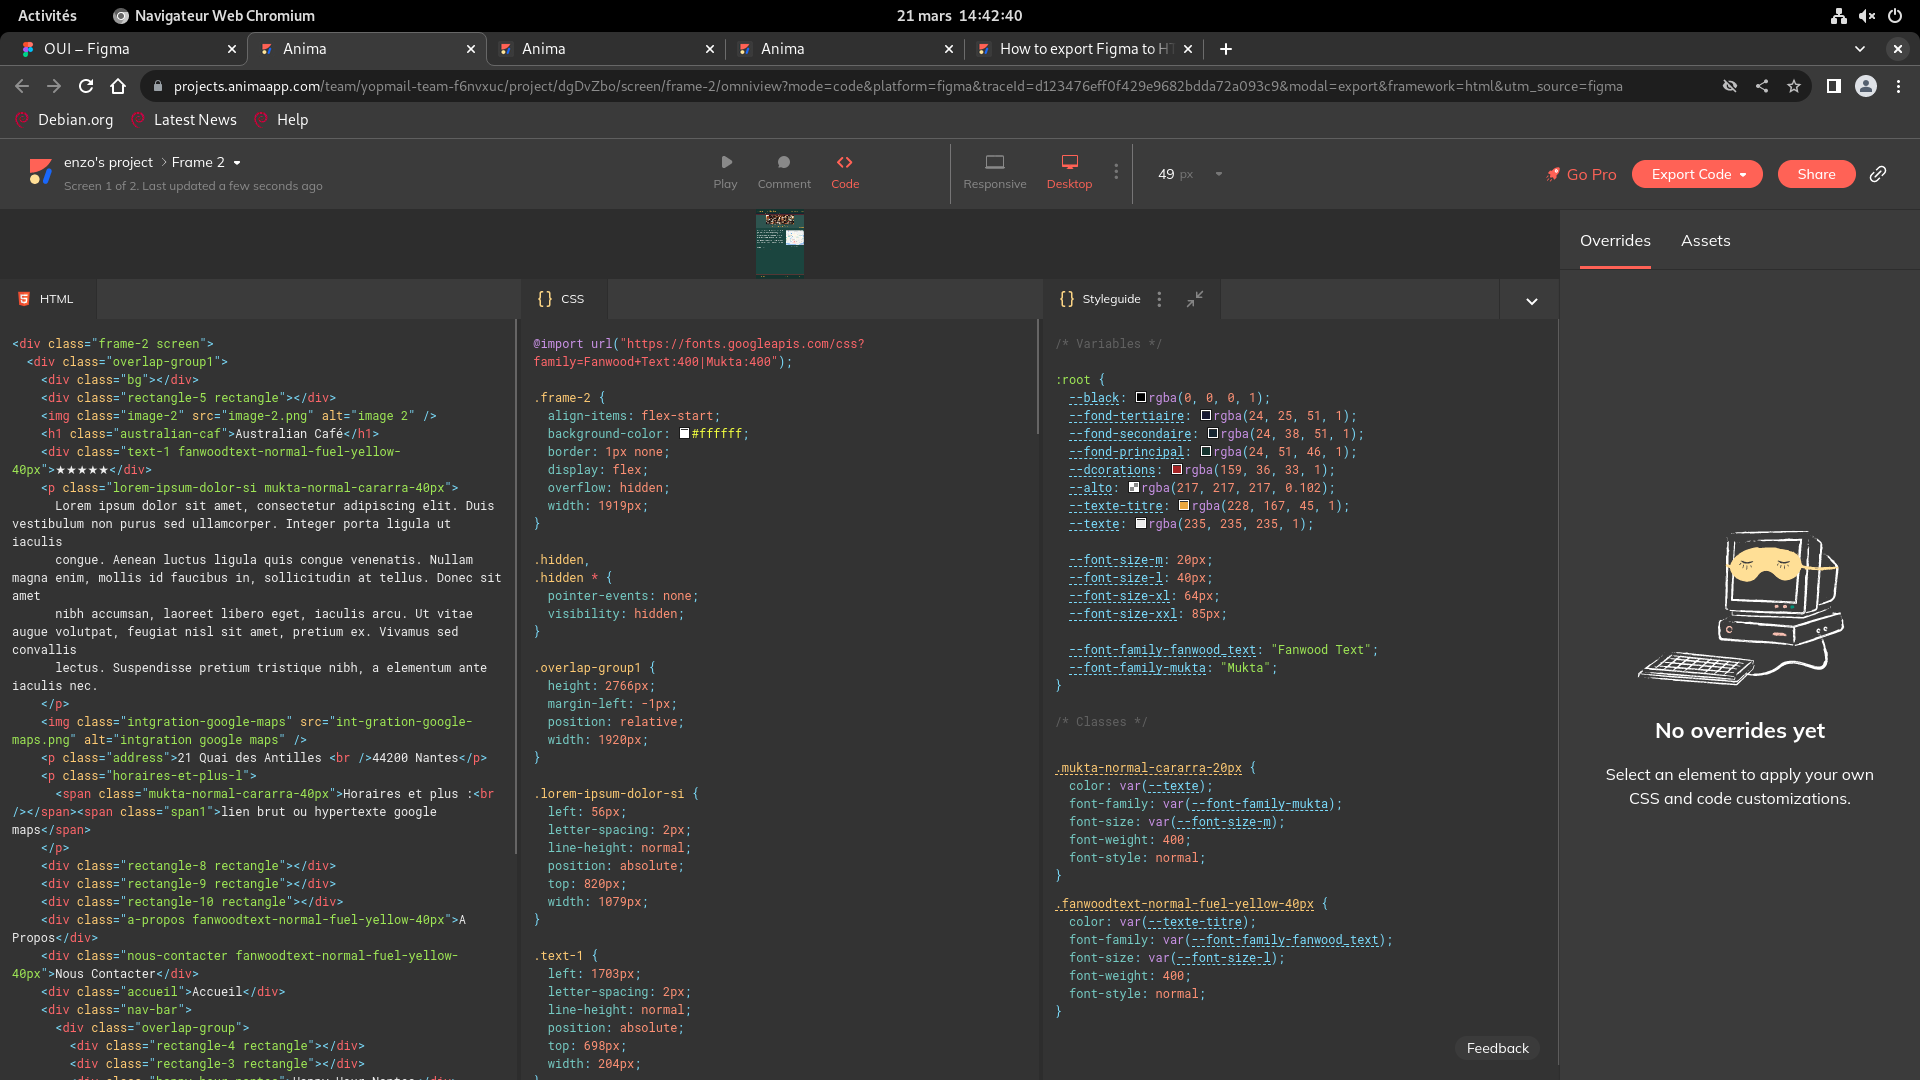 Activités
Navigateur Web Chromium
21 mars 14:42:40
OUI – Figma
Anima
Anima
Anima
How to export Figma to HT
projects.animaapp.com/team/yopmail-team-f6nvxuc/project/dgDvZbo/screen/frame-2/omniview?mode=code&platform=figma&traceId=d123476eff0f429e9682bdda72a093c9&modal=export&framework=html&utm_source=figma
Debian.org
Latest News
Help
enzo's project > Frame 2
Screen 1 of 2. Last updated a few seconds ago
Play
Comment
Code
Responsive
Desktop
49 px
Go Pro
Export Code
Share
HTML
<div class="frame-2 screen">
<div class="overlap-group1">
<div class="bg"></div>
<div class="rectangle-5 rectangle"></div>
<img class="image-2" src="image-2.png" alt="image 2" />
<h1 class="australian-caf">Australian Café</h1>
<div class="text-1 fanwoodtext-normal-fuel-yellow-
40px">★★★★★</div>
<p class="lorem-ipsum-dolor-si mukta-normal-cararra-40px">
Lorem ipsum dolor sit amet, consectetur adipiscing elit. Duis
vestibulum non purus sed ullamcorper. Integer porta ligula ut
iaculis
congue. Aenean luctus ligula quis congue venenatis. Nullam
magna enim, mollis id faucibus in, sollicitudin at tellus. Donec sit
amet
nibh accumsan, laoreet libero eget, iaculis arcu. Ut vitae
augue volutpat, feugiat nisl sit amet, pretium ex. Vivamus sed
convallis
lectus. Suspendisse pretium tristique nibh, a elementum ante
iaculis nec.
</p>
<img class="intgration-google-maps" src="int-gration-google-
maps.png" alt="intgration google maps" />
<p class="address">21 Quai des Antilles <br />44200 Nantes</p>
<p class="horaires-et-plus-l">
<span class="mukta-normal-cararra-40px">Horaires et plus :<br
/></span><span class="span1">lien brut ou hypertexte google
maps</span>
</p>
<div class="rectangle-8 rectangle"></div>
<div class="rectangle-9 rectangle"></div>
<div class="rectangle-10 rectangle"></div>
<div class="a-propos fanwoodtext-normal-fuel-yellow-40px">A
Propos</div>
<div class="nous-contacter fanwoodtext-normal-fuel-yellow-
40px">Nous Contacter</div>
<div class="accueil">Accueil</div>
<div class="nav-bar">
<div class="overlap-group">
<div class="rectangle-4 rectangle"></div>
<div class="rectangle-3 rectangle"></div>
{} CSS
@import url("https://fonts.googleapis.com/css?
family=Fanwood+Text:400|Mukta:400");
.frame-2 {
align-items: flex-start;
background-color: #ffffff;
border: 1px none;
display: flex;
overflow: hidden;
width: 1919px;
}
.hidden,
.hidden * {
pointer-events: none;
visibility: hidden;
}
.overlap-group1 {
height: 2766px;
margin-left: -1px;
position: relative;
width: 1920px;
}
.lorem-ipsum-dolor-si {
left: 56px;
letter-spacing: 2px;
line-height: normal;
position: absolute;
top: 820px;
width: 1079px;
}
.text-1 {
left: 1703px;
letter-spacing: 2px;
line-height: normal;
position: absolute;
top: 698px;
width: 204px;
{} Styleguide
/* Variables */
:root {
--black: rgba(0, 0, 0, 1);
--fond-tertiaire: rgba(24, 25, 51, 1);
--fond-secondaire: rgba(24, 38, 51, 1);
--fond-principal: rgba(24, 51, 46, 1);
--dcorations: rgba(159, 36, 33, 1);
--alto: rgba(217, 217, 217, 0.102);
--texte-titre: rgba(228, 167, 45, 1);
--texte: rgba(235, 235, 235, 1);
--font-size-m: 20px;
--font-size-l: 40px;
--font-size-xl: 64px;
--font-size-xxl: 85px;
--font-family-fanwood_text: "Fanwood Text";
--font-family-mukta: "Mukta";
}
/* Classes */
.mukta-normal-cararra-20px {
color: var(--texte);
font-family: var(--font-family-mukta);
font-size: var(--font-size-m);
font-weight: 400;
font-style: normal;
}
.fanwoodtext-normal-fuel-yellow-40px {
color: var(--texte-titre);
font-family: var(--font-family-fanwood_text);
font-size: var(--font-size-l);
font-weight: 400;
font-style: normal;
}
Feedback
Overrides
Assets
No overrides yet
Select an element to apply your own
CSS and code customizations.